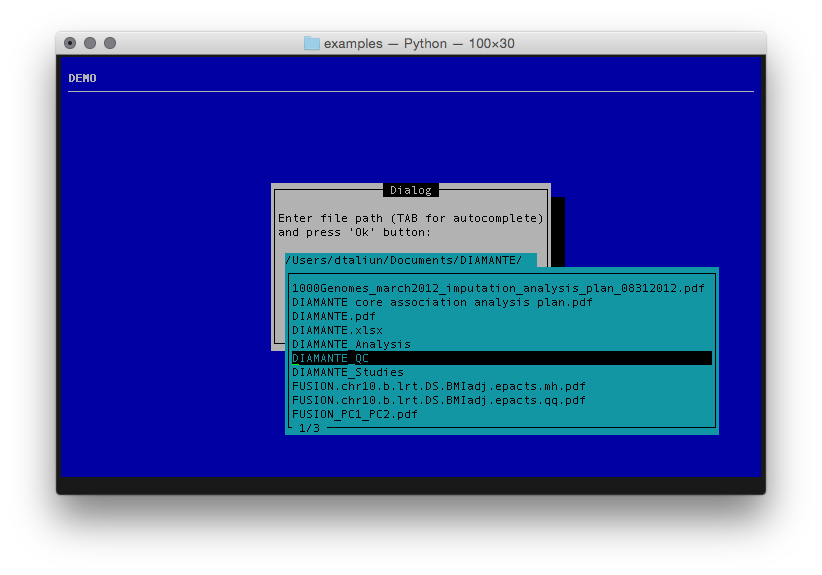 examples — Python — 100×30
DEMO
Dialog
Enter file path (TAB for autocomplete)
and press 'Ok' button:
/Users/dtaliun/Documents/DIAMANTE/
1000Genomes_march2012_imputation_analysis_plan_08312012.pdf
DIAMANTE core association analysis plan.pdf
DIAMANTE.pdf
DIAMANTE.xlsx
DIAMANTE_Analysis
DIAMANTE_QC
DIAMANTE_Studies
FUSION.chr10.b.lrt.DS.BMIadj.epacts.mh.pdf
FUSION.chr10.b.lrt.DS.BMIadj.epacts.qq.pdf
FUSION_PC1_PC2.pdf
1/3